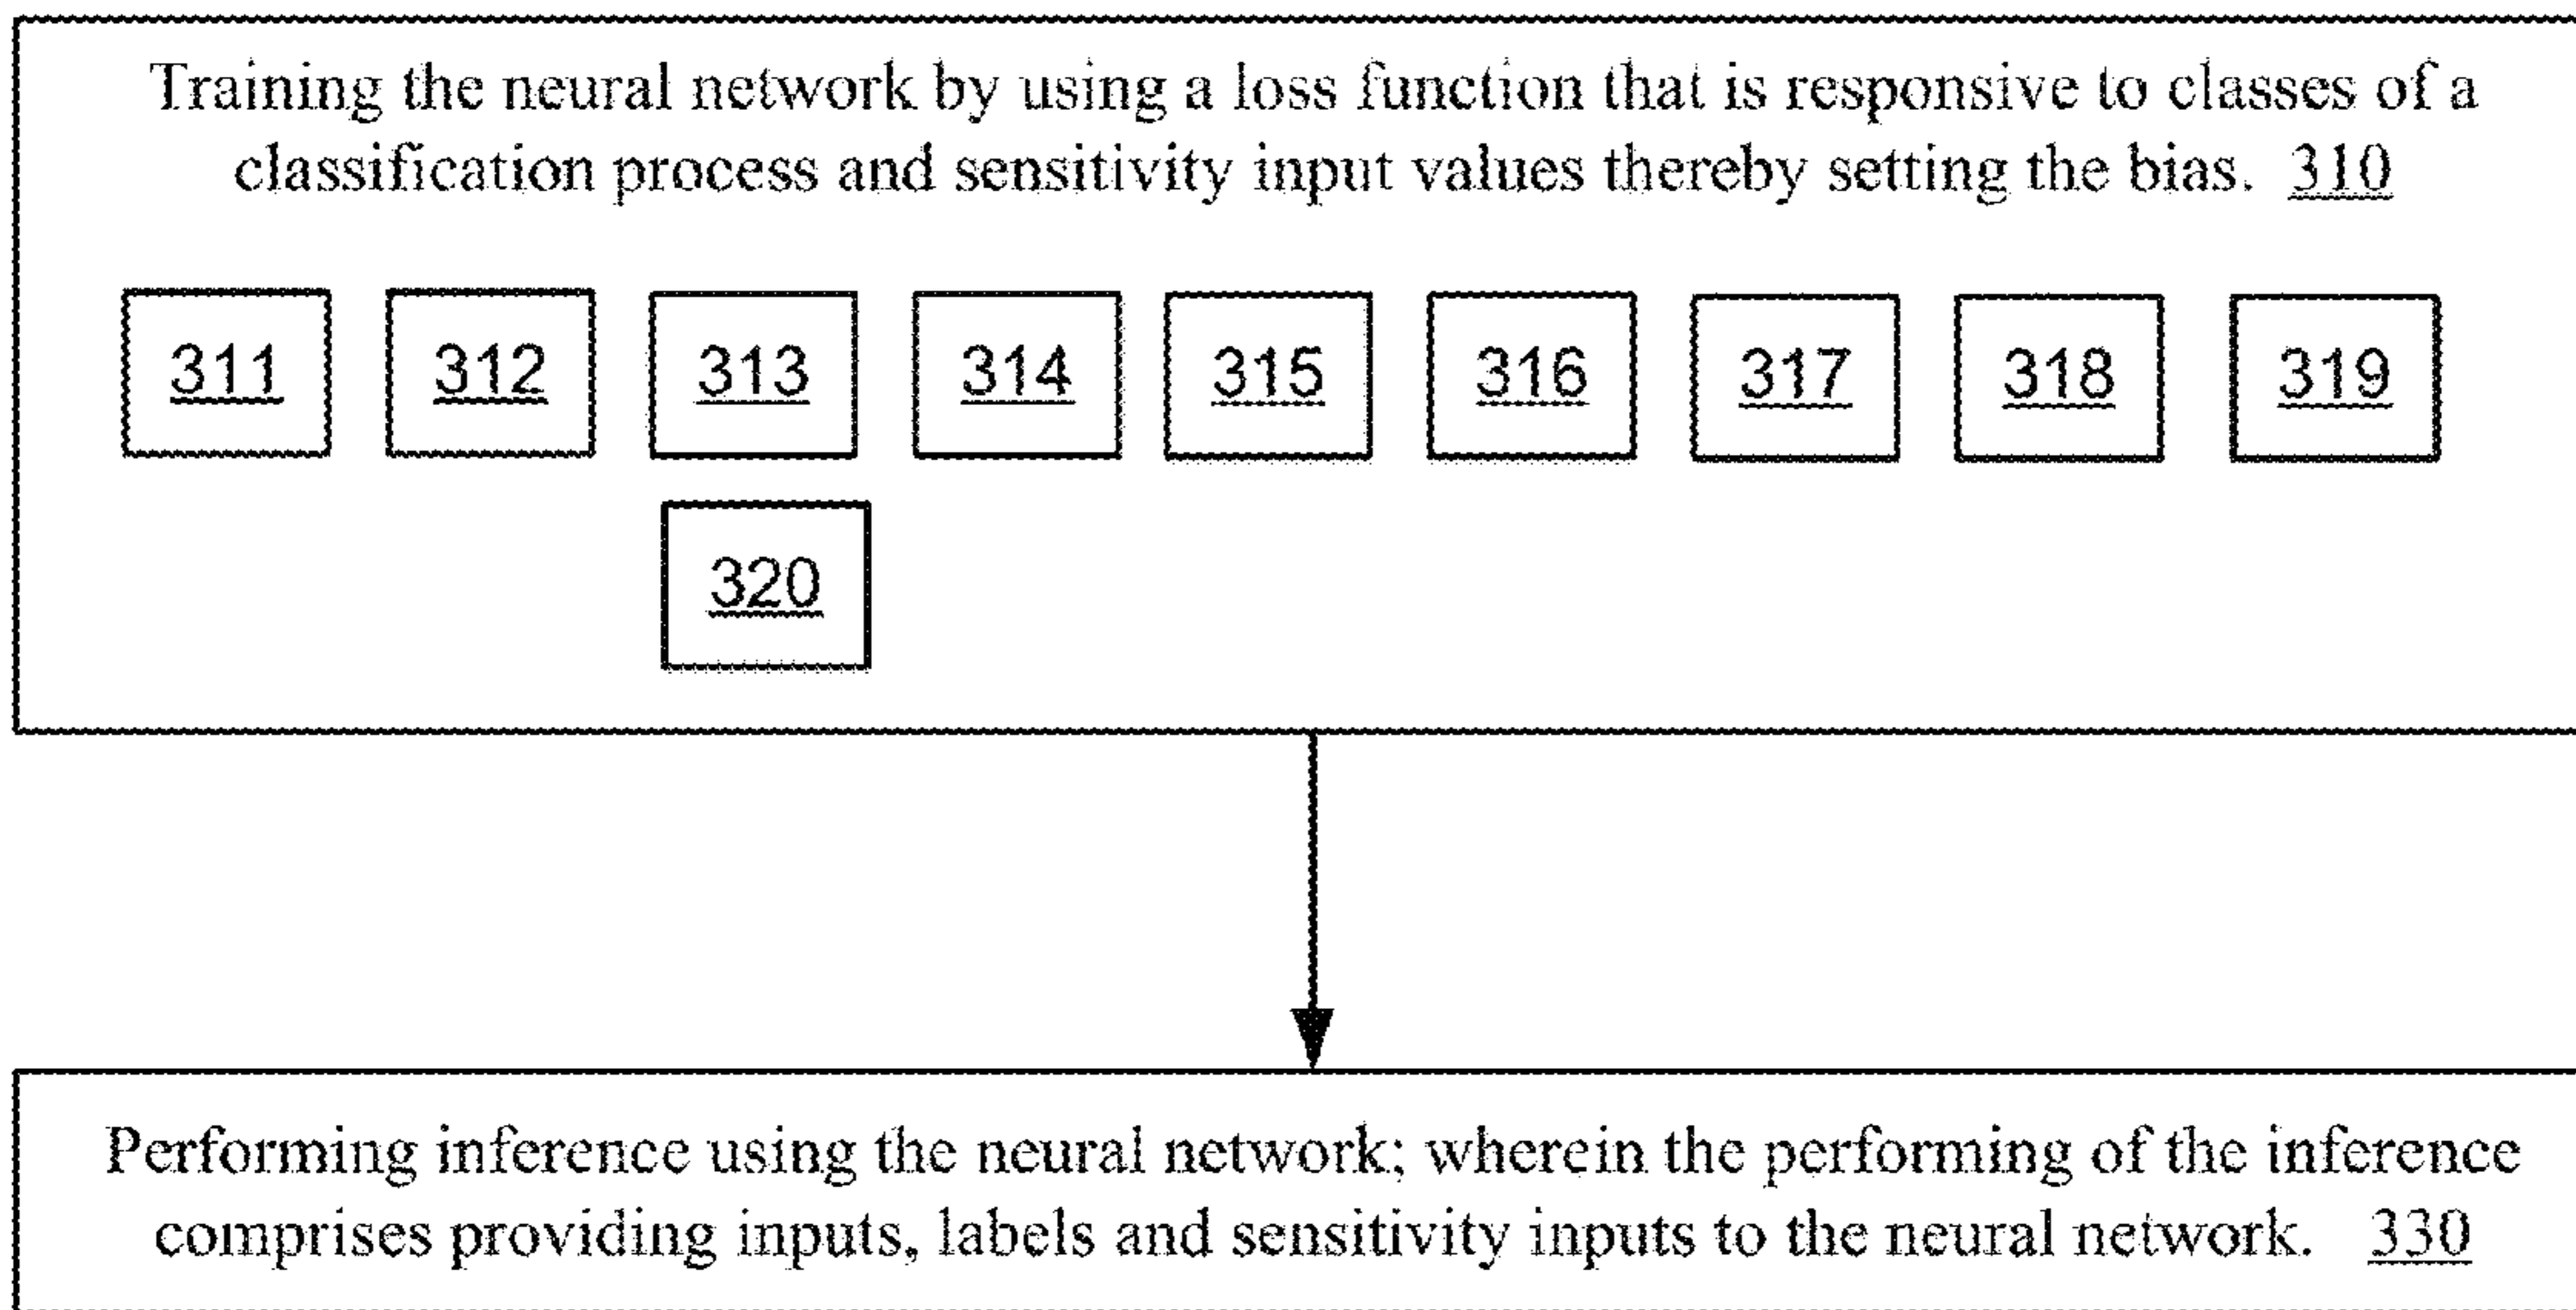 Training the neural network by using a loss function that is responsive to classes of a
classification process and sensitivity input values thereby setting the bias. 310
311 312 313 314 315 316 317 318 319
320
Performing inference using the neural network; wherein the performing of the inference
comprises providing inputs, labels and sensitivity inputs to the neural network. 330